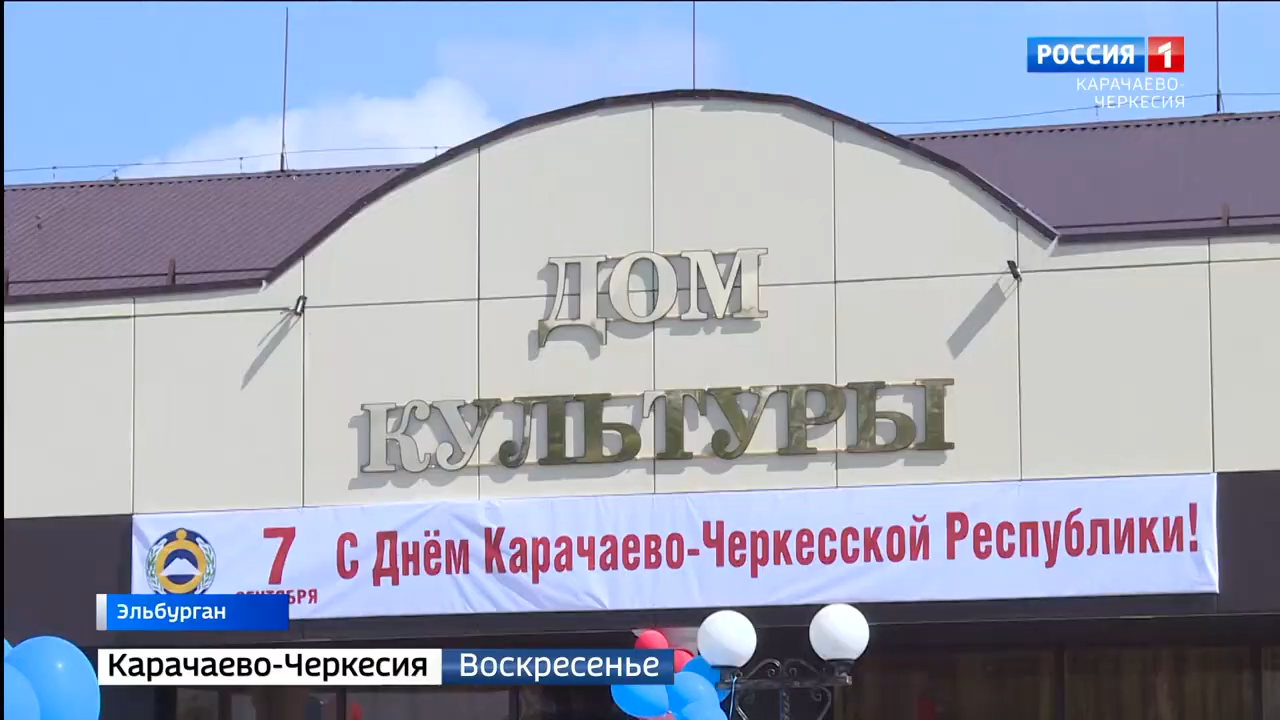 РОССИЯ 1
КАРАЧАЕВО-
ЧЕРКЕСИЯ
ДОМ
КУЛЬТУРЫ
7 С Днём Карачаево-Черкесской Республики!
СЕНТЯБРЯ
Эльбурган
Карачаево-Черкесия Воскресенье